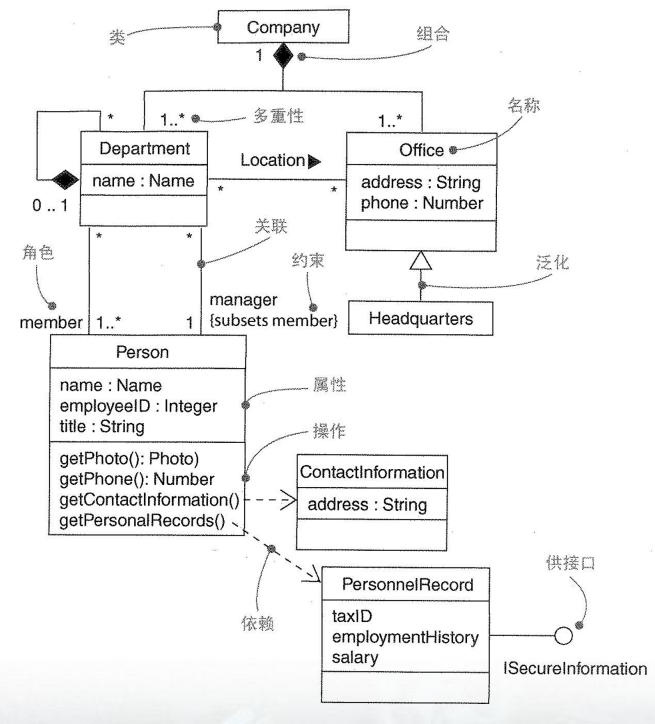 类
Company
组合
1
多重性
名称
*
1..*
1..*
Department
name : Name
Location▶
Office
address : String
phone : Number
*
*
0 .. 1
*
*
关联
角色
约束
泛化
member
1..*
1
manager
{subsets member}
Headquarters
Person
name : Name
employeeID : Integer
title : String
属性
操作
getPhoto(): Photo)
getPhone(): Number
getContactInformation()
getPersonalRecords()
ContactInformation
address : String
依赖
供接口
PersonnelRecord
taxID
employmentHistory
salary
ISecureInformation